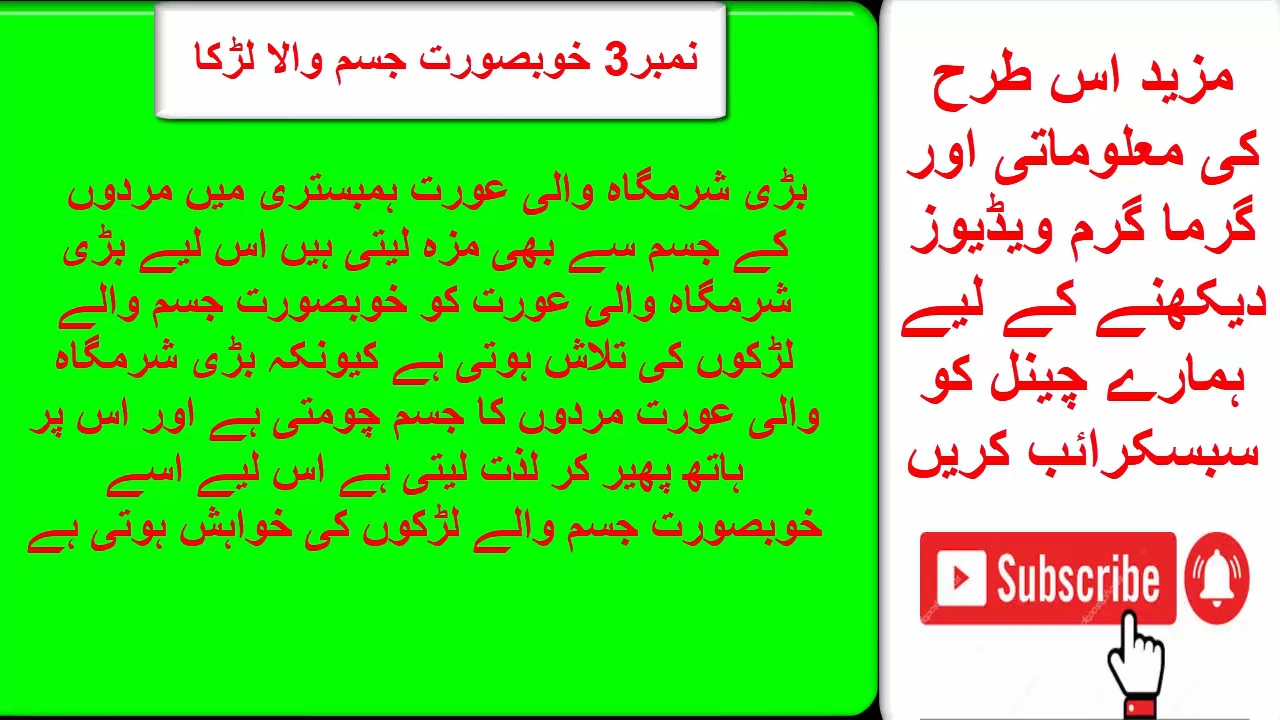 نمبر3 خوبصورت جسم والا لڑکا
بڑی شرمگاہ والی عورت ہمبستری میں مردوں
کے جسم سے بھی مزہ لیتی ہیں اس لیے بڑی
شرمگاہ والی عورت کو خوبصورت جسم والے
لڑکوں کی تلاش ہوتی ہے کیونکہ بڑی شرمگاہ
والی عورت مردوں کا جسم چومتی ہے اور اس پر
ہاتھ پھیر کر لذت لیتی ہے اس لیے اسے
خوبصورت جسم والے لڑکوں کی خواہش ہوتی ہے
مزید اس طرح
کی معلوماتی اور
گرما گرم ویڈیوز
دیکھنے کے لیے
ہمارے چینل کو
سبسکرائب کریں
Subscribe